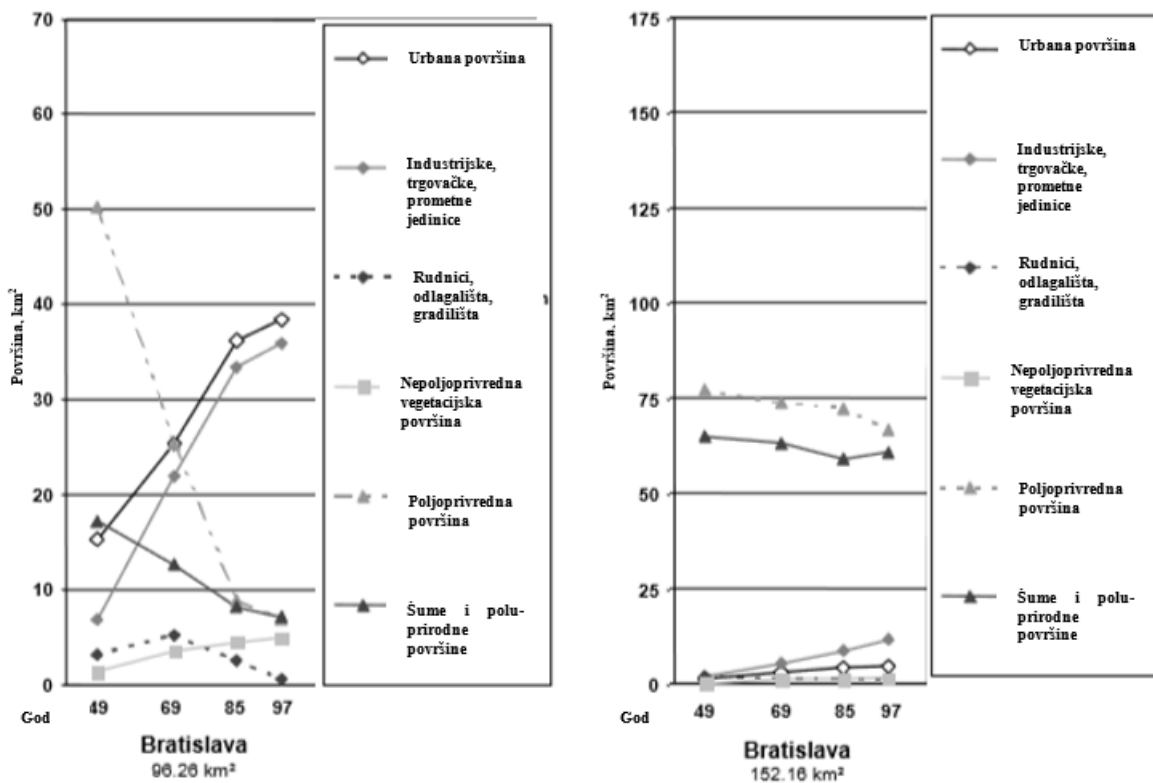 70
60
50
40
30
20
10
0
Površina, km²
God
49 69 85 97
Bratislava
96.26 km²
Urbana površina
Industrijske,
trgovačke,
prometne
jedinice
Rudnici,
odlagališta,
gradilišta
Nepoljoprivredna
vegetacijska
površina
Poljoprivredna
površina
Šume i polu-
prirodne
površine
175
150
125
100
75
50
25
0
Površina, km²
God
49 69 85 97
Bratislava
152.16 km²
Urbana površina
Industrijske,
trgovačke,
prometne
jedinice
Rudnici,
odlagališta,
gradilišta
Nepoljoprivredna
vegetacijska
površina
Poljoprivredna
površina
Šume i polu-
prirodne
površine